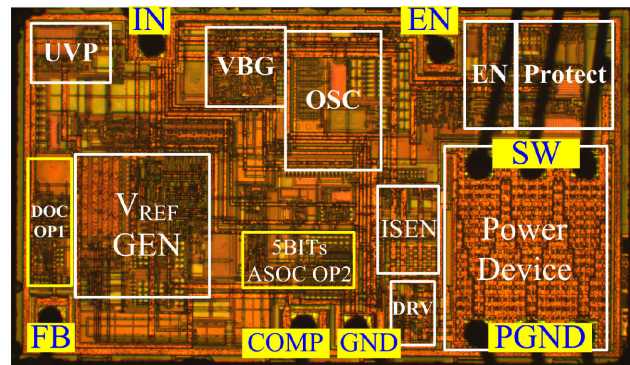 IN
EN
UVP
VBG
OSC
EN
Protect
SW
DOC
OP1
VREF
GEN
5BITs
ASOC OP2
ISEN
Power
Device
DRV
FB
COMP
GND
PGND